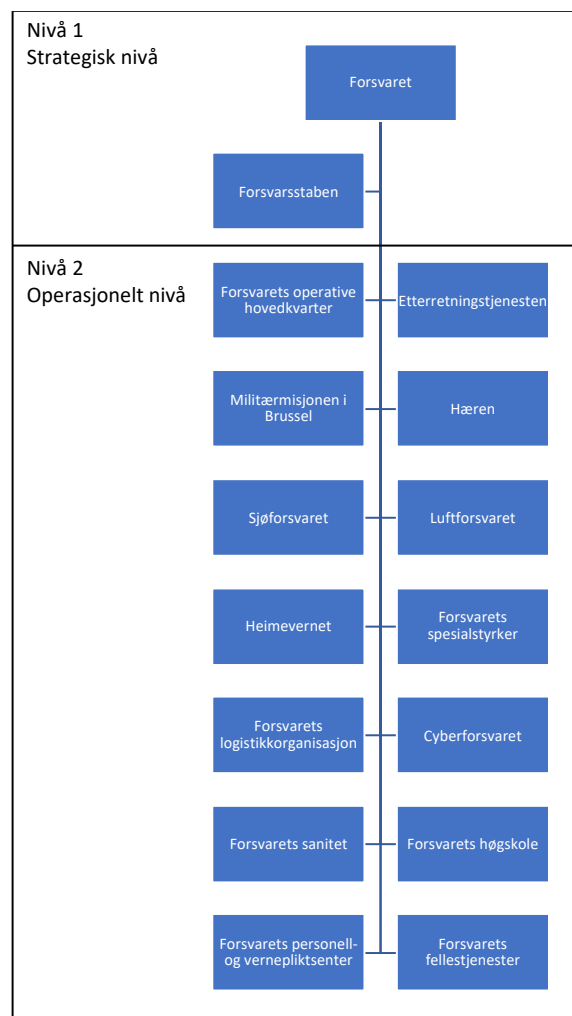 Nivå 1
Strategisk nivå
Forsvaret
Forsvarsstaben
Nivå 2
Operasjonelt nivå
Forsvarets operative
hovedkvarter
Etterretningstjenesten
Militærmisjonen i
Brussel
Hæren
Sjøforsvaret
Luftforsvaret
Heimevernet
Forsvarets
spesialstyrker
Forsvarets
logistikkorganisasjon
Cyberforsvaret
Forsvarets sanitet
Forsvarets høgskole
Forsvarets personell-
og vernepliktsenter
Forsvarets
fellestjenester